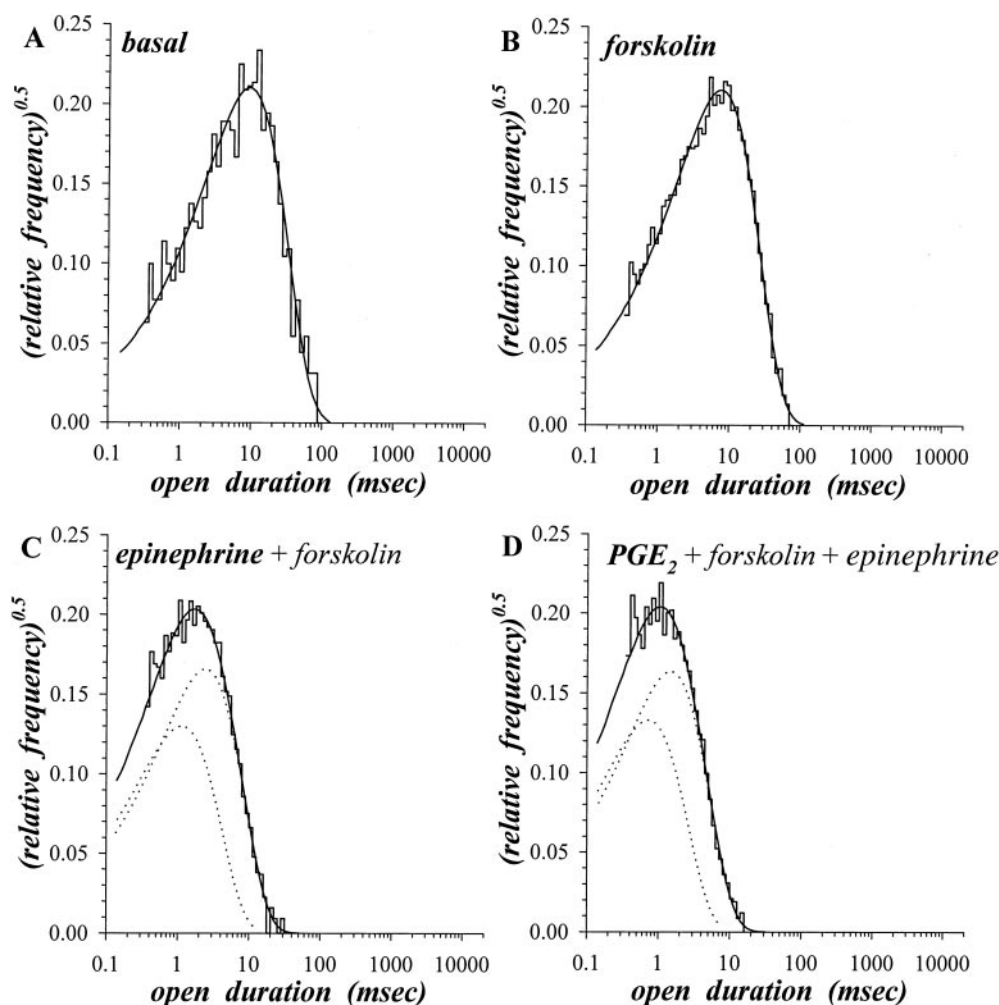 A
basal
(relative frequency)^0.5
0.25
0.20
0.15
0.10
0.05
0.00
0.1 1 10 100 1000 10000
open duration (msec)
B
forskolin
(relative frequency)^0.5
0.25
0.20
0.15
0.10
0.05
0.00
0.1 1 10 100 1000 10000
open duration (msec)
C
epinephrine + forskolin
(relative frequency)^0.5
0.25
0.20
0.15
0.10
0.05
0.00
0.1 1 10 100 1000 10000
open duration (msec)
D
PGE₂ + forskolin + epinephrine
(relative frequency)^0.5
0.25
0.20
0.15
0.10
0.05
0.00
0.1 1 10 100 1000 10000
open duration (msec)